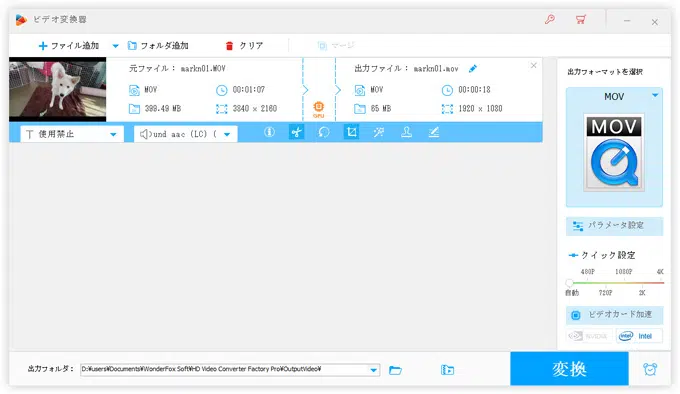 ビデオ変換器
ファイル追加 フォルダ追加 クリア マージ
元ファイル： markn01.MOV 出力ファイル： markn01.mov
MOV 00:01:07 MOV 00:00:18
399.49 MB 3840 x 2160 GPU 65 MB 1920 x 1080
使用禁止 und aac (LC) (
出力フォーマットを選択
MOV
MOV
パラメータ設定
クイック設定
480P 1080P 4K
自動 720P 2K
ビデオカード加速
NVIDIA Intel Intel
出力フォルダ： D:¥users¥Documents¥WonderFox Soft¥HD Video Converter Factory Pro¥OutputVideo¥
変換